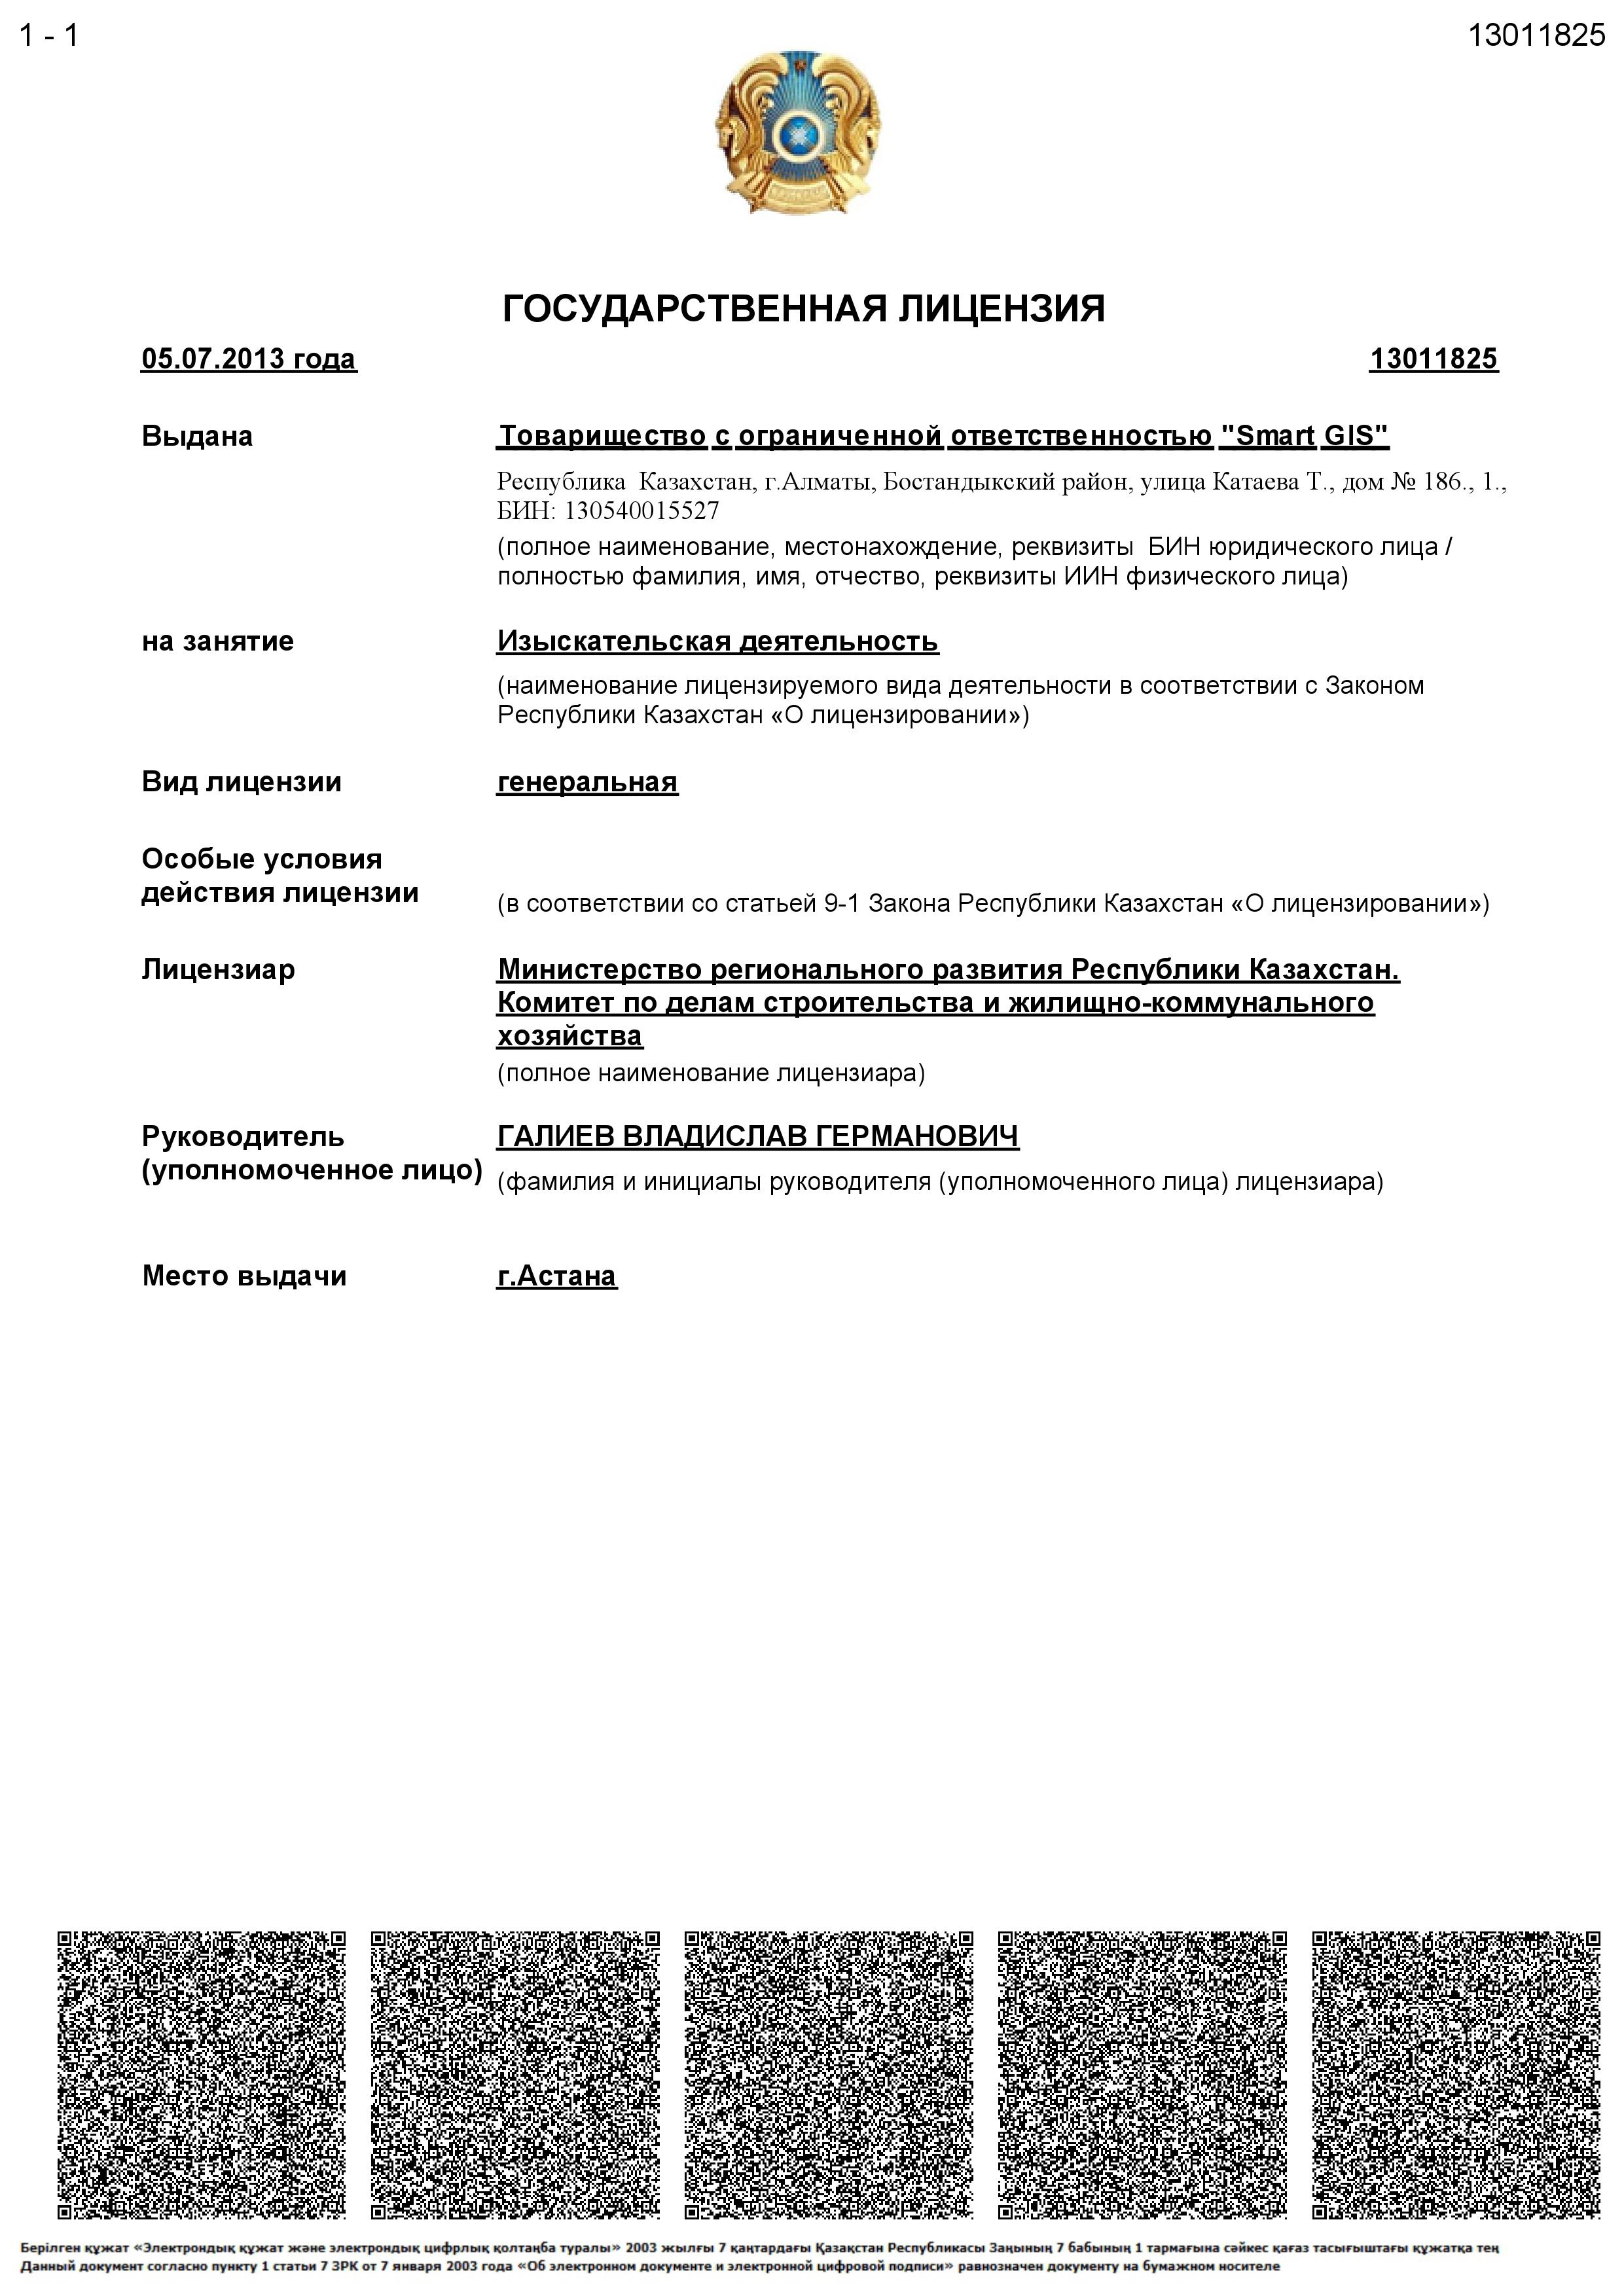 1 - 1
13011825
ГОСУДАРСТВЕННАЯ ЛИЦЕНЗИЯ
05.07.2013 года
13011825
Выдана
Товарищество с ограниченной ответственностью "Smart GIS"
Республика Казахстан, г.Алматы, Бостандыкский район, улица Катаева Т., дом № 186., 1.,
БИН: 130540015527
(полное наименование, местонахождение, реквизиты БИН юридического лица /
полностью фамилия, имя, отчество, реквизиты ИИН физического лица)
на занятие
Изыскательская деятельность
(наименование лицензируемого вида деятельности в соответствии с Законом
Республики Казахстан «О лицензировании»)
Вид лицензии
генеральная
Особые условия
действия лицензии
(в соответствии со статьей 9-1 Закона Республики Казахстан «О лицензировании»)
Лицензиар
Министерство регионального развития Республики Казахстан.
Комитет по делам строительства и жилищно-коммунального
хозяйства
(полное наименование лицензиара)
Руководитель
(уполномоченное лицо)
ГАЛИЕВ ВЛАДИСЛАВ ГЕРМАНОВИЧ
(фамилия и инициалы руководителя (уполномоченного лица) лицензиара)
Место выдачи
г.Астана
Берілген құжат «Электрондық құжат және электрондық цифрлық қолтаңба туралы» 2003 жылғы 7 қаңтардағы Қазақстан Республикасы Заңының 7 бабының 1 тармағына сәйкес қағаз тасығыштағы құжатқа тең
Данный документ согласно пункту 1 статьи 7 ЗРК от 7 января 2003 года «Об электронном документе и электронной цифровой подписи» равнозначен документу на бумажном носителе